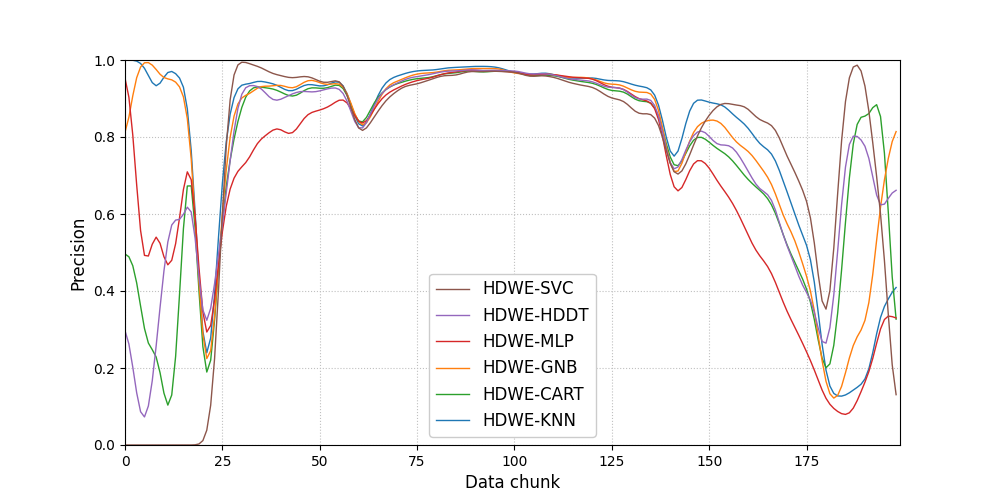 1.0
0.8
0.6
0.4
0.2
0.0
Precision
HDWE-SVC
HDWE-HDDT
HDWE-MLP
HDWE-GNB
HDWE-CART
HDWE-KNN
0 25 50 75 100 125 150 175
Data chunk